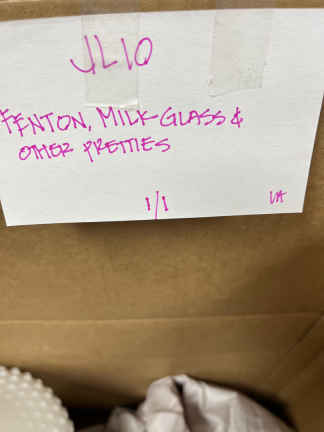 JL10
FENTON, MILK GLASS &
OTHER PRETTIES
1/1
VA